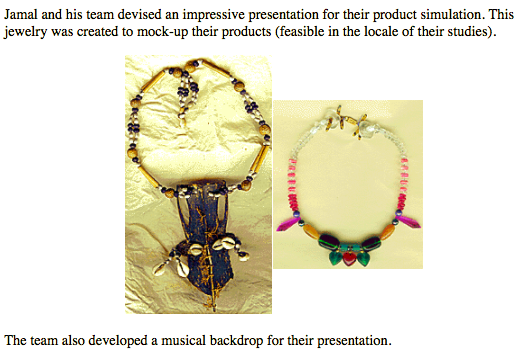 Jamal and his team devised an impressive presentation for their product simulation. This
jewelry was created to mock-up their products (feasible in the locale of their studies).
The team also developed a musical backdrop for their presentation.